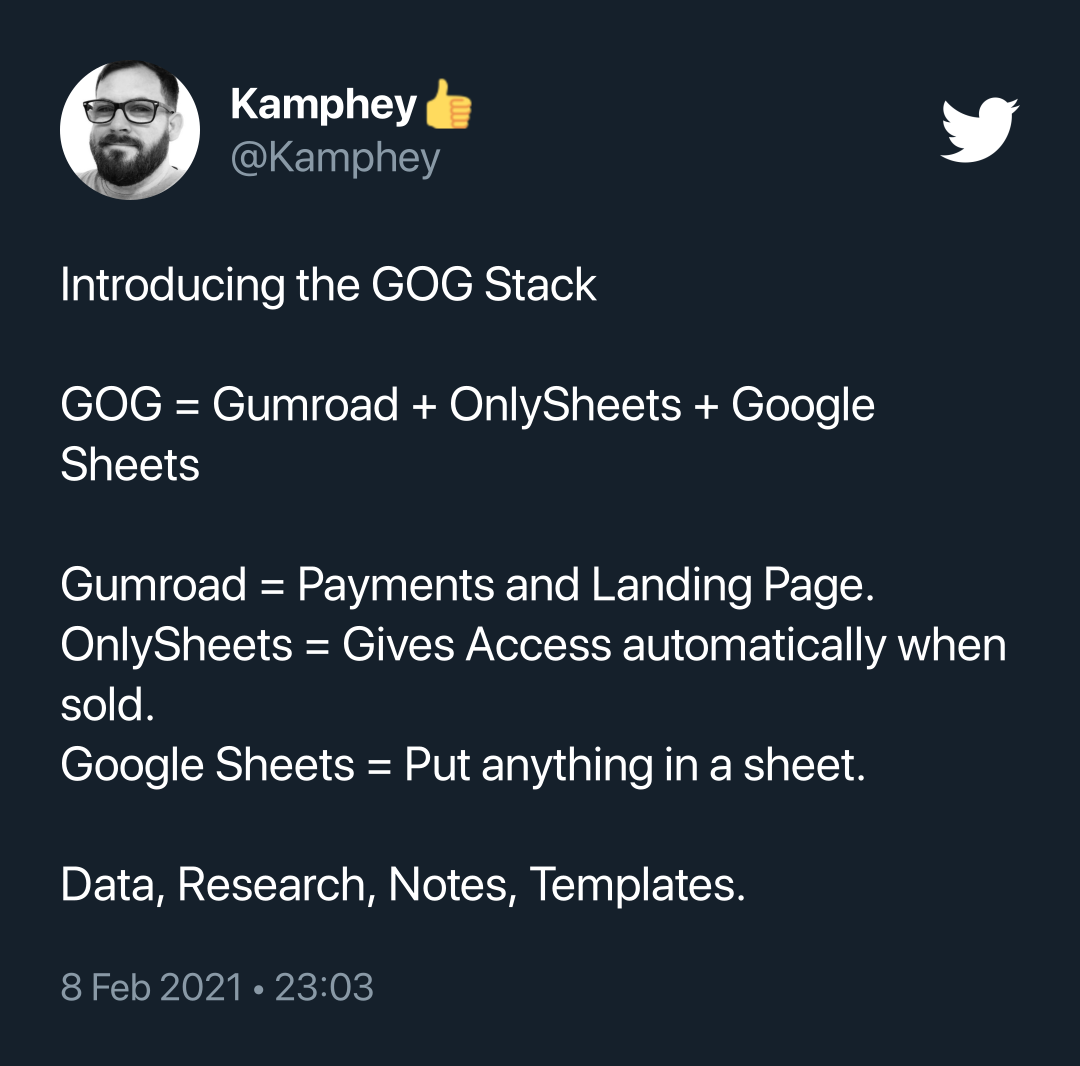 Kamphey👍
@Kamphey
Introducing the GOG Stack
GOG = Gumroad + OnlySheets + Google
Sheets
Gumroad = Payments and Landing Page.
OnlySheets = Gives Access automatically when
sold.
Google Sheets = Put anything in a sheet.
Data, Research, Notes, Templates.
8 Feb 2021 • 23:03